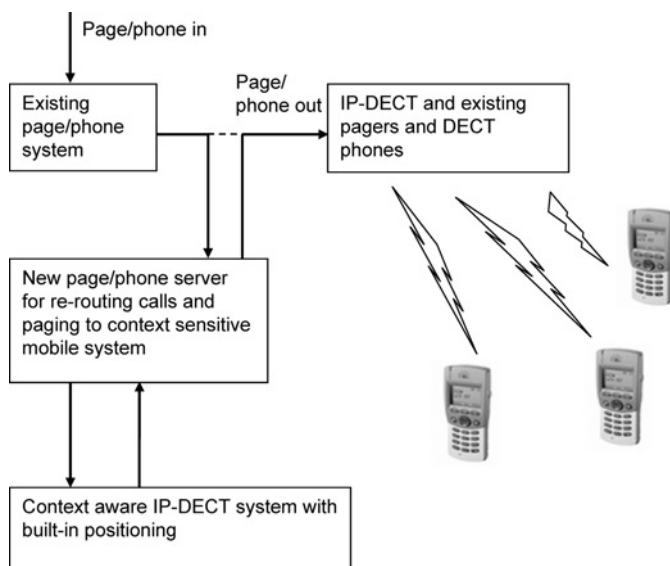 Page/phone in
Existing
page/phone
system
Page/
phone out
IP-DECT and existing
pagers and DECT
phones
New page/phone server
for re-routing calls and
paging to context sensitive
mobile system
Context aware IP-DECT system with
built-in positioning